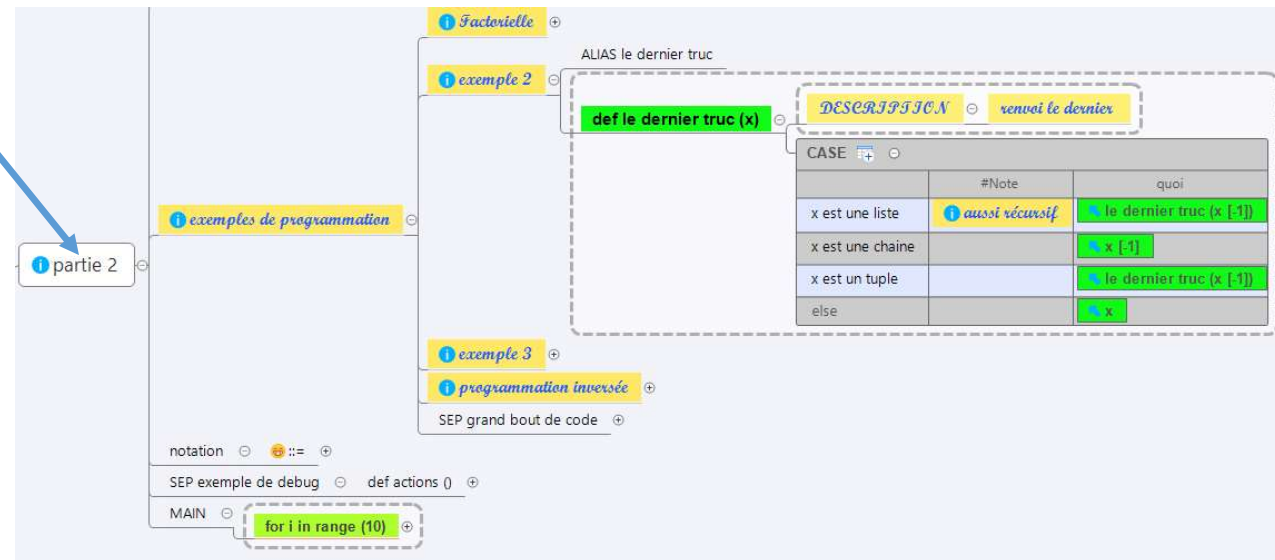 Factorielle
ALIAS le dernier truc
exemple 2
def le dernier truc (x)
DESCRIPTION
renvoi le dernier
CASE
#Note
quoi
x est une liste
aussi récursif
le dernier truc (x [-1])
x est une chaine
x [-1]
x est un tuple
le dernier truc (x [-1])
else
x
exemples de programmation
partie 2
exemple 3
programmation inversée
SEP grand bout de code
notation
::=
SEP exemple de debug
def actions ()
MAIN
for i in range (10)